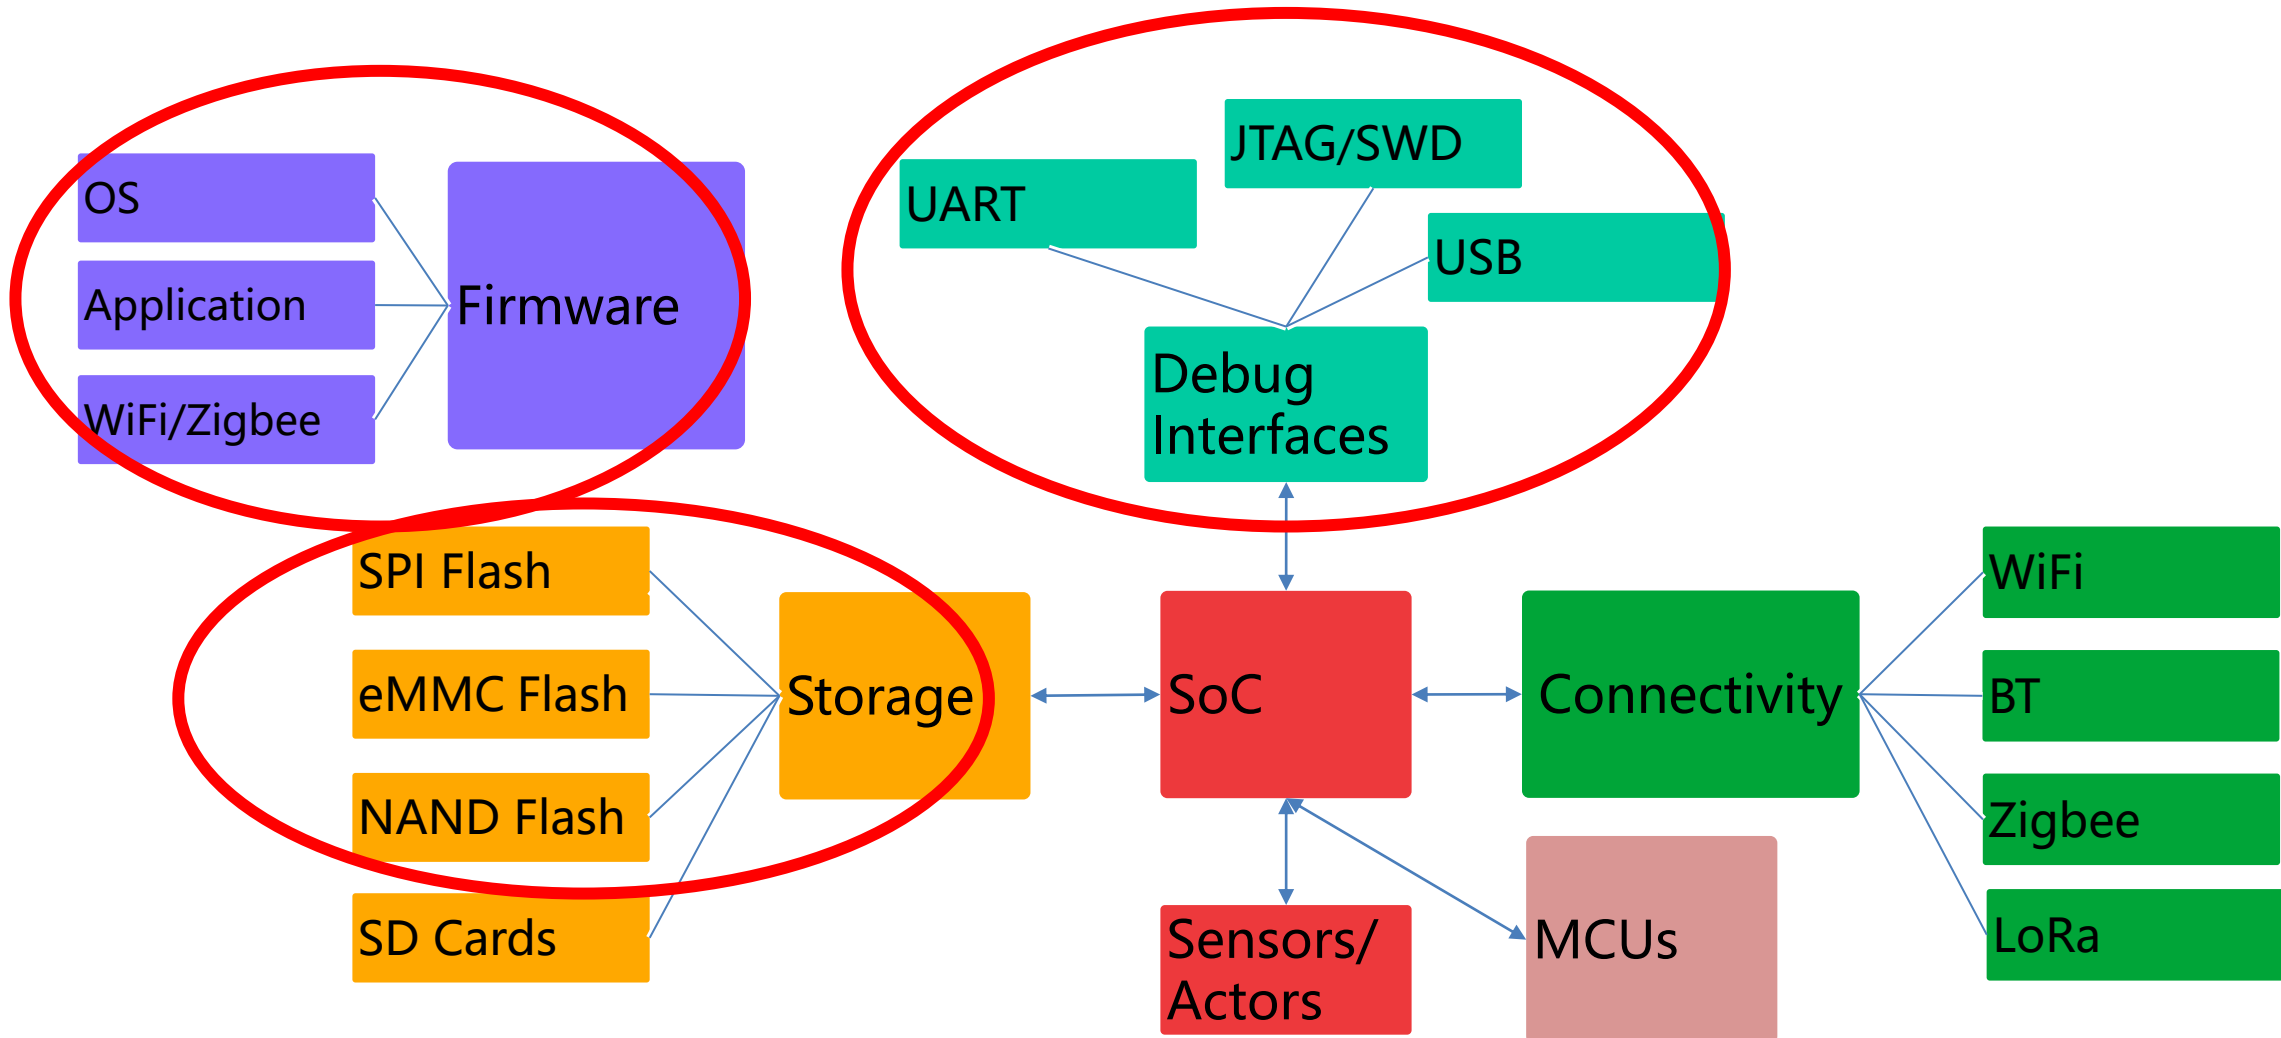 OS
Application
WiFi/Zigbee
Firmware
UART
JTAG/SWD
USB
Debug
Interfaces
SPI Flash
eMMC Flash
NAND Flash
SD Cards
Storage
SoC
Connectivity
WiFi
BT
Zigbee
LoRa
Sensors/
Actors
MCUs